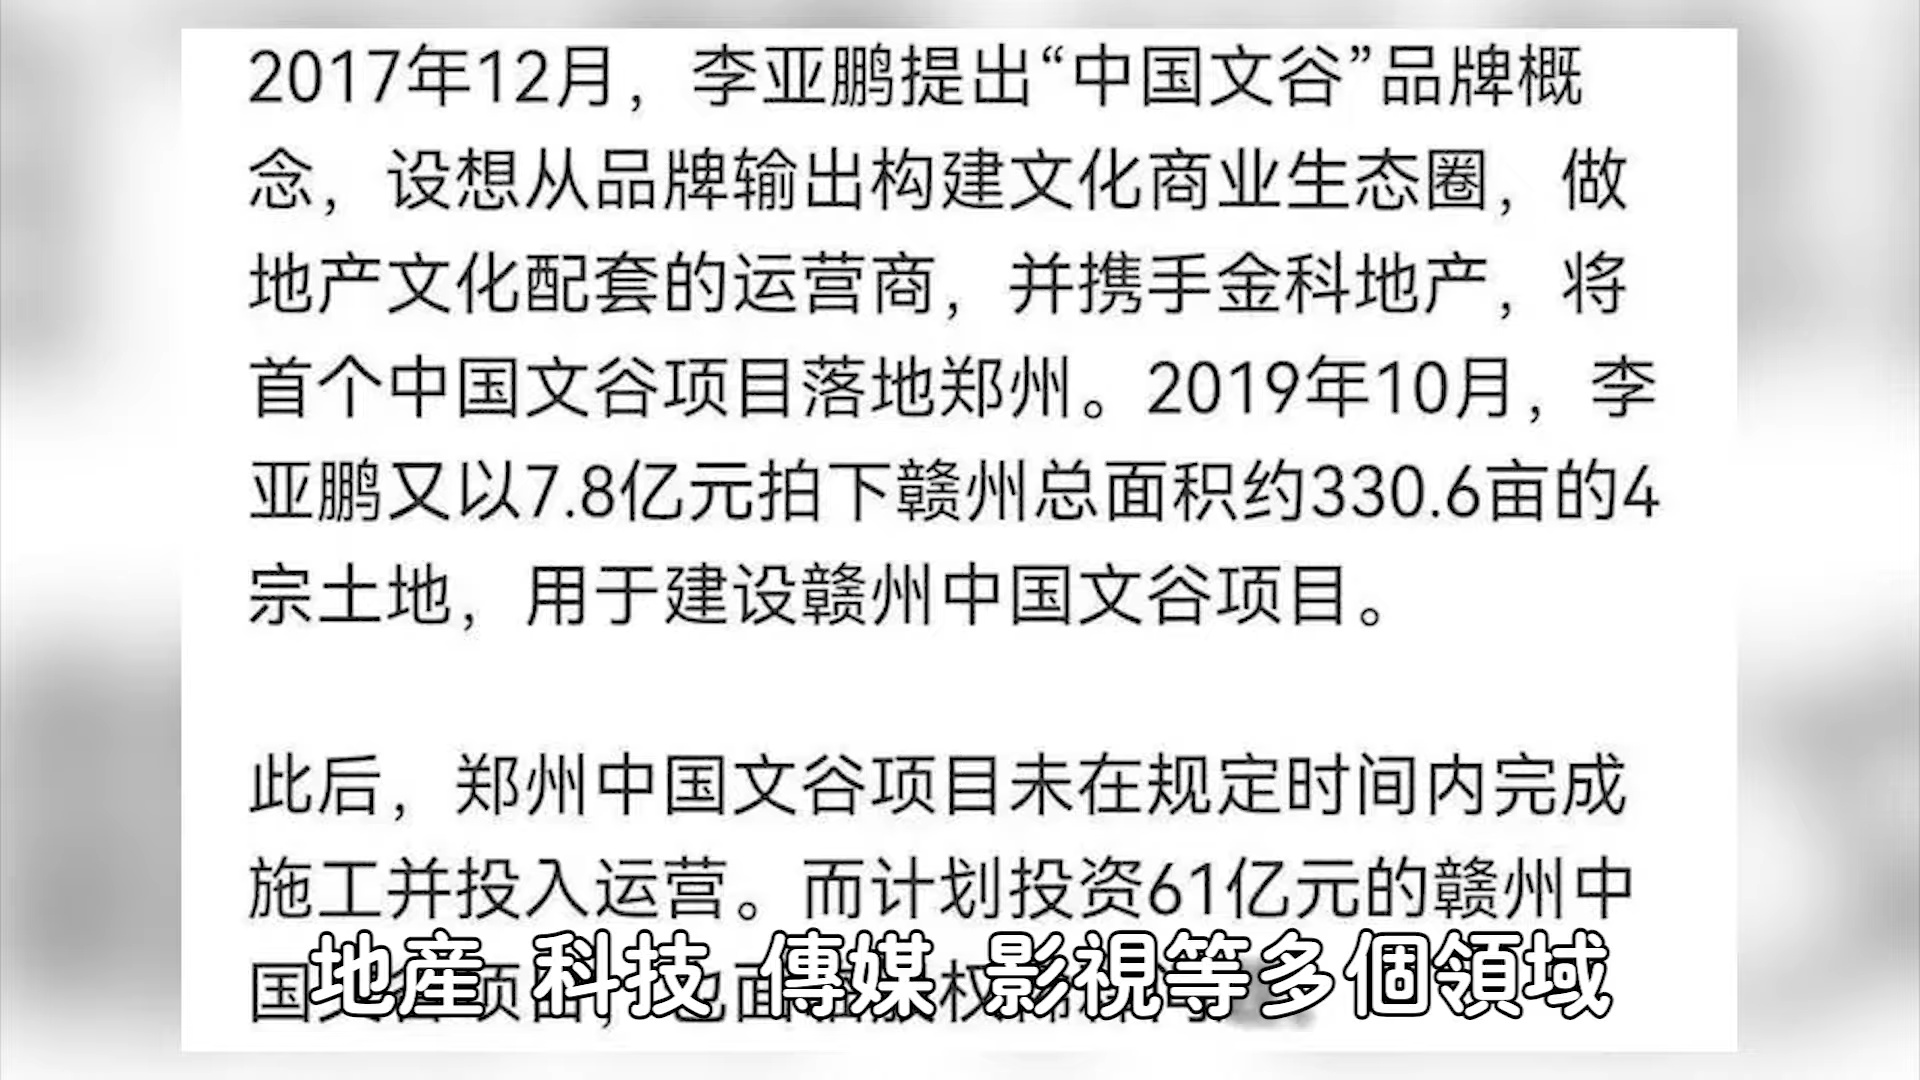 2017年12月，李亚鹏提出“中国文谷”品牌概
念，设想从品牌输出构建文化商业生态圈，做
地产文化配套的运营商，并携手金科地产，将
首个中国文谷项目落地郑州。2019年10月，李
亚鹏又以7.8亿元拍下赣州总面积约330.6亩的4
宗土地，用于建设赣州中国文谷项目。
此后，郑州中国文谷项目未在规定时间内完成
施工并投入运营。而计划投资61亿元的赣州中
国
地産 科技 傳媒 影視等多個領域